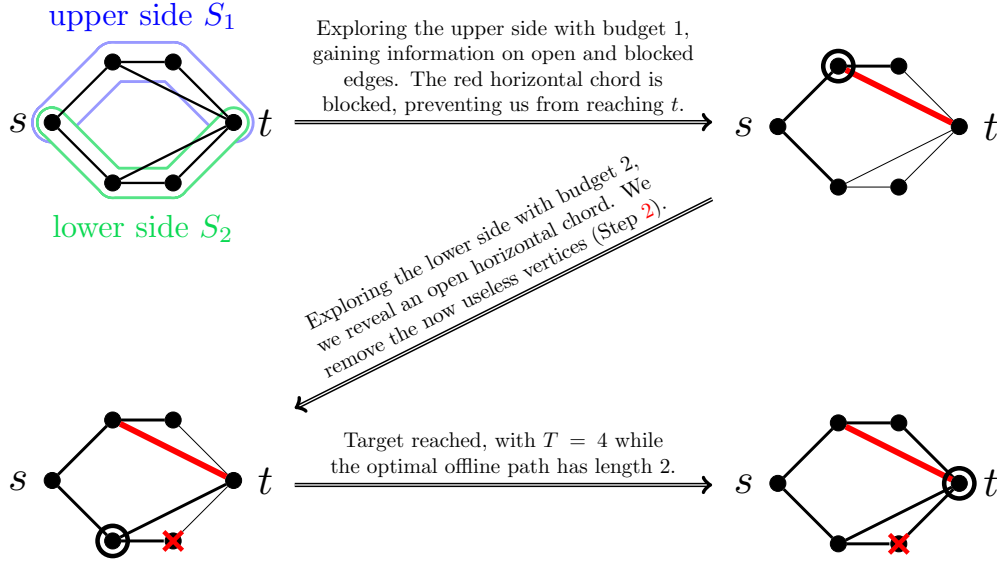 upper side S₁
s
t
lower side S₂
Exploring the upper side with budget 1,
gaining information on open and blocked
edges. The red horizontal chord is
blocked, preventing us from reaching t.
s
t
Exploring the lower side with budget 2,
we reveal an open horizontal chord. We
remove the now useless vertices (Step 2).
s
t
Target reached, with T = 4 while
the optimal offline path has length 2.
s
t